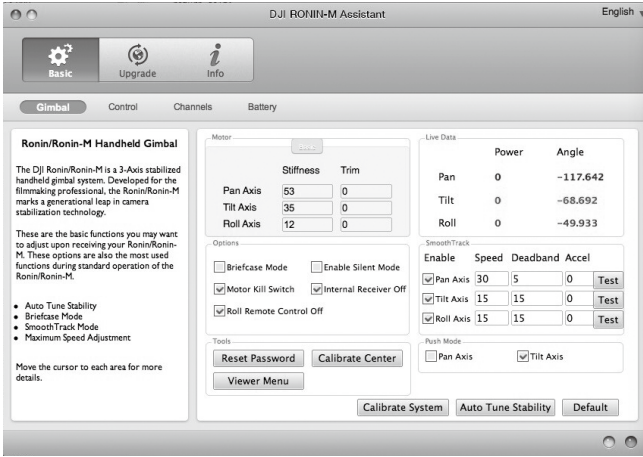 DJI RONIN-M Assistant
English
Basic
Upgrade
Info
Gimbal Control Channels Battery
Ronin/Ronin-M Handheld Gimbal
The DJI Ronin/Ronin-M is a 3-Axis stabilized
handheld gimbal system. Developed for the
filmmaking professional, the Ronin/Ronin-M
marks a generational leap in camera
stabilization technology.
These are the basic functions you may want
to adjust upon receiving your Ronin/Ronin-
M. These options are also the most used
functions during standard operation of the
Ronin/Ronin-M.
• Auto Tune Stability
• Briefcase Mode
• SmoothTrack Mode
• Maximum Speed Adjustment
Move the cursor to each area for more
details.
Motor
Basic
Stiffness Trim
Pan Axis 53 0
Tilt Axis 35 0
Roll Axis 12 0
Options
Briefcase Mode Enable Silent Mode
Motor Kill Switch Internal Receiver Off
Roll Remote Control Off
Tools
Reset Password Calibrate Center
Viewer Menu
Live Data
Power Angle
Pan 0 -117.642
Tilt 0 -68.692
Roll 0 -49.933
SmoothTrack
Enable Speed Deadband Accel
Pan Axis 30 5 0 Test
Tilt Axis 15 15 0 Test
Roll Axis 15 15 0 Test
Push Mode
Pan Axis Tilt Axis
Calibrate System Auto Tune Stability Default